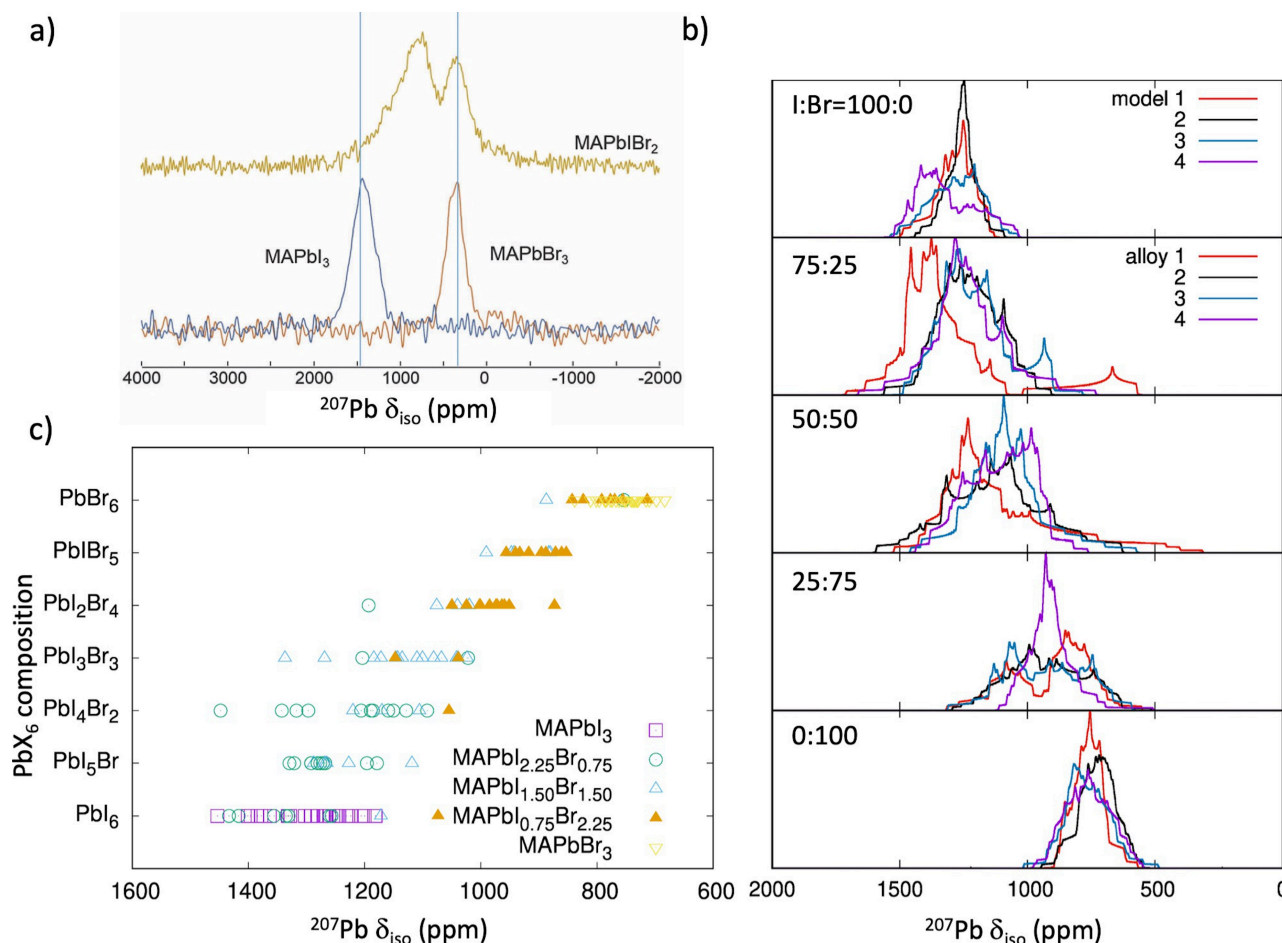 a)
MAPbIBr₂
MAPbI₃
MAPbBr₃
4000 3000 2000 1000 0 -1000 -2000
²⁰⁷Pb δiso (ppm)
b)
I:Br=100:0
model 1
2
3
4
75:25
alloy 1
2
3
4
50:50
25:75
0:100
2000 1500 1000 500 0
²⁰⁷Pb δiso (ppm)
c)
PbX₆ composition
PbBr₆
PbIBr₅
PbI₂Br₄
PbI₃Br₃
PbI₄Br₂
PbI₅Br
PbI₆
MAPbI₃
MAPbI₂.₂₅Br₀.₇₅
MAPbI₁.₅₀Br₁.₅₀
MAPbI₀.₇₅Br₂.₂₅
MAPbBr₃
1600 1400 1200 1000 800 600
²⁰⁷Pb δiso (ppm)